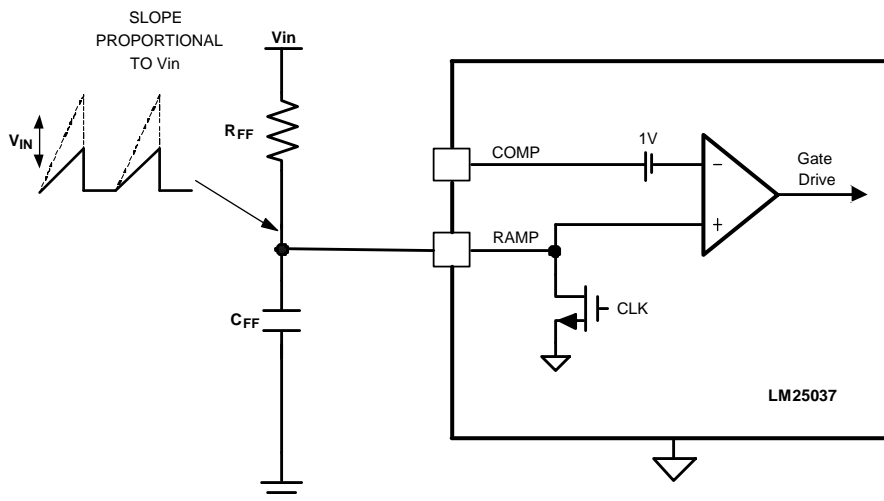 SLOPE
PROPORTIONAL
TO Vin
Vin
VIN
RFF
CFF
COMP
1V
RAMP
CLK
−
+
Gate
Drive
LM25037